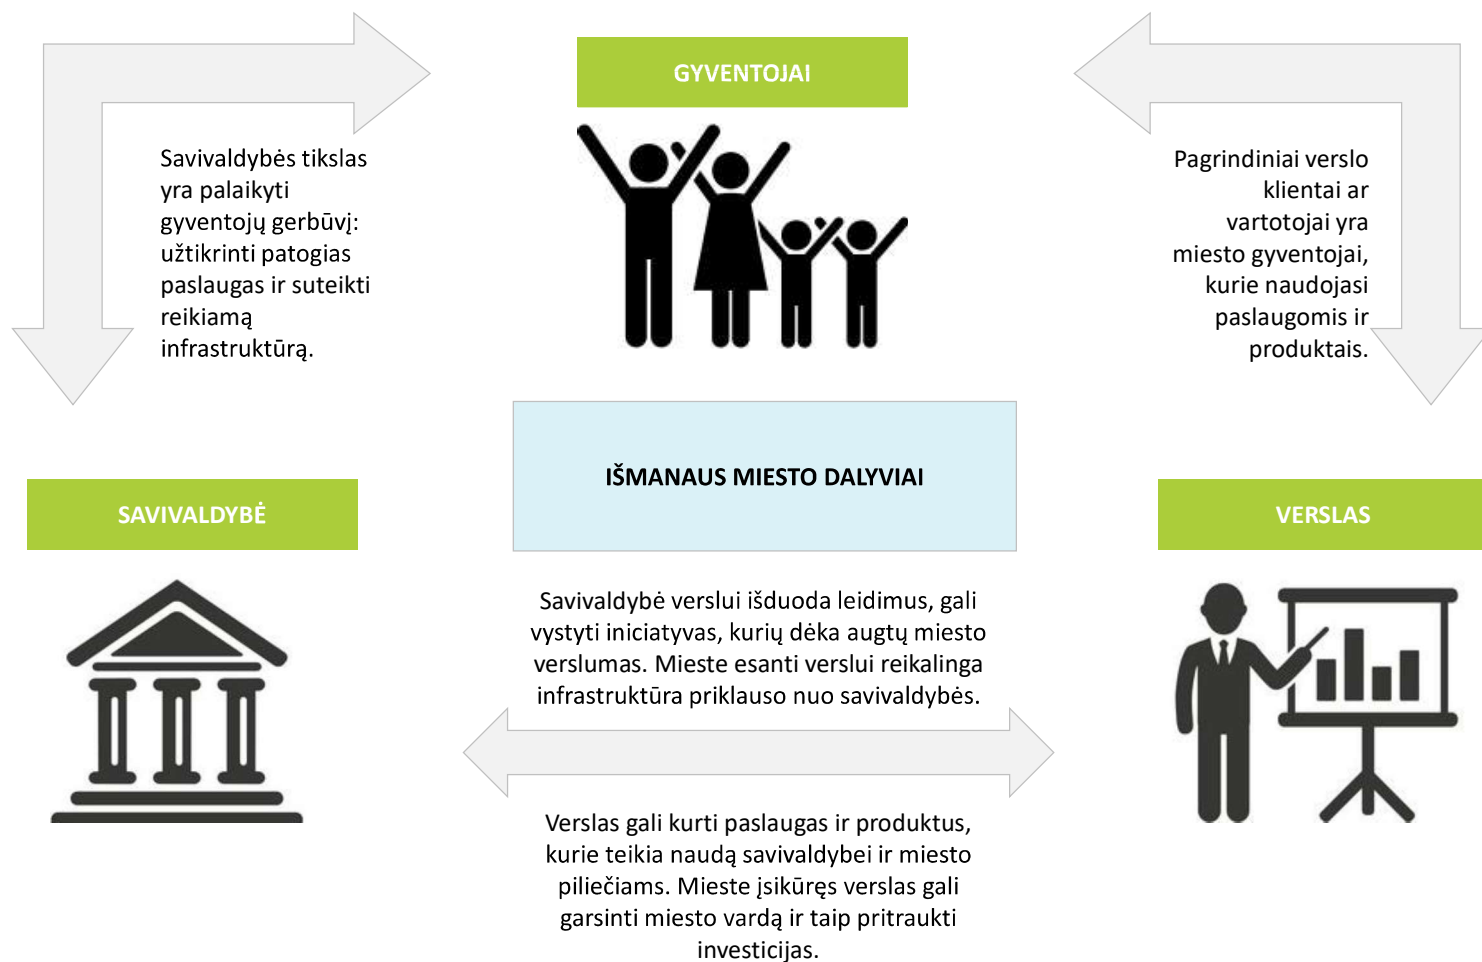 GYVENTOJAI
Savivaldybės tikslas
yra palaikyti
gyventojų gerbūvį:
užtikrinti patogias
paslaugas ir suteikti
reikiamą
infrastruktūrą.
Pagrindiniai verslo
klientai ar
vartotojai yra
miesto gyventojai,
kurie naudojasi
paslaugomis ir
produktais.
IŠMANAUS MIESTO DALYVIAI
SAVIVALDYBĖ
VERSLAS
Savivaldybė verslui išduoda leidimus, gali
vystyti iniciatyvas, kurių dėka augtų miesto
verslumas. Mieste esanti verslui reikalinga
infrastruktūra priklauso nuo savivaldybės.
Verslas gali kurti paslaugas ir produktus,
kurie teikia naudą savivaldybei ir miesto
piliečiams. Mieste įsikūręs verslas gali
garsinti miesto vardą ir taip pritraukti
investicijas.